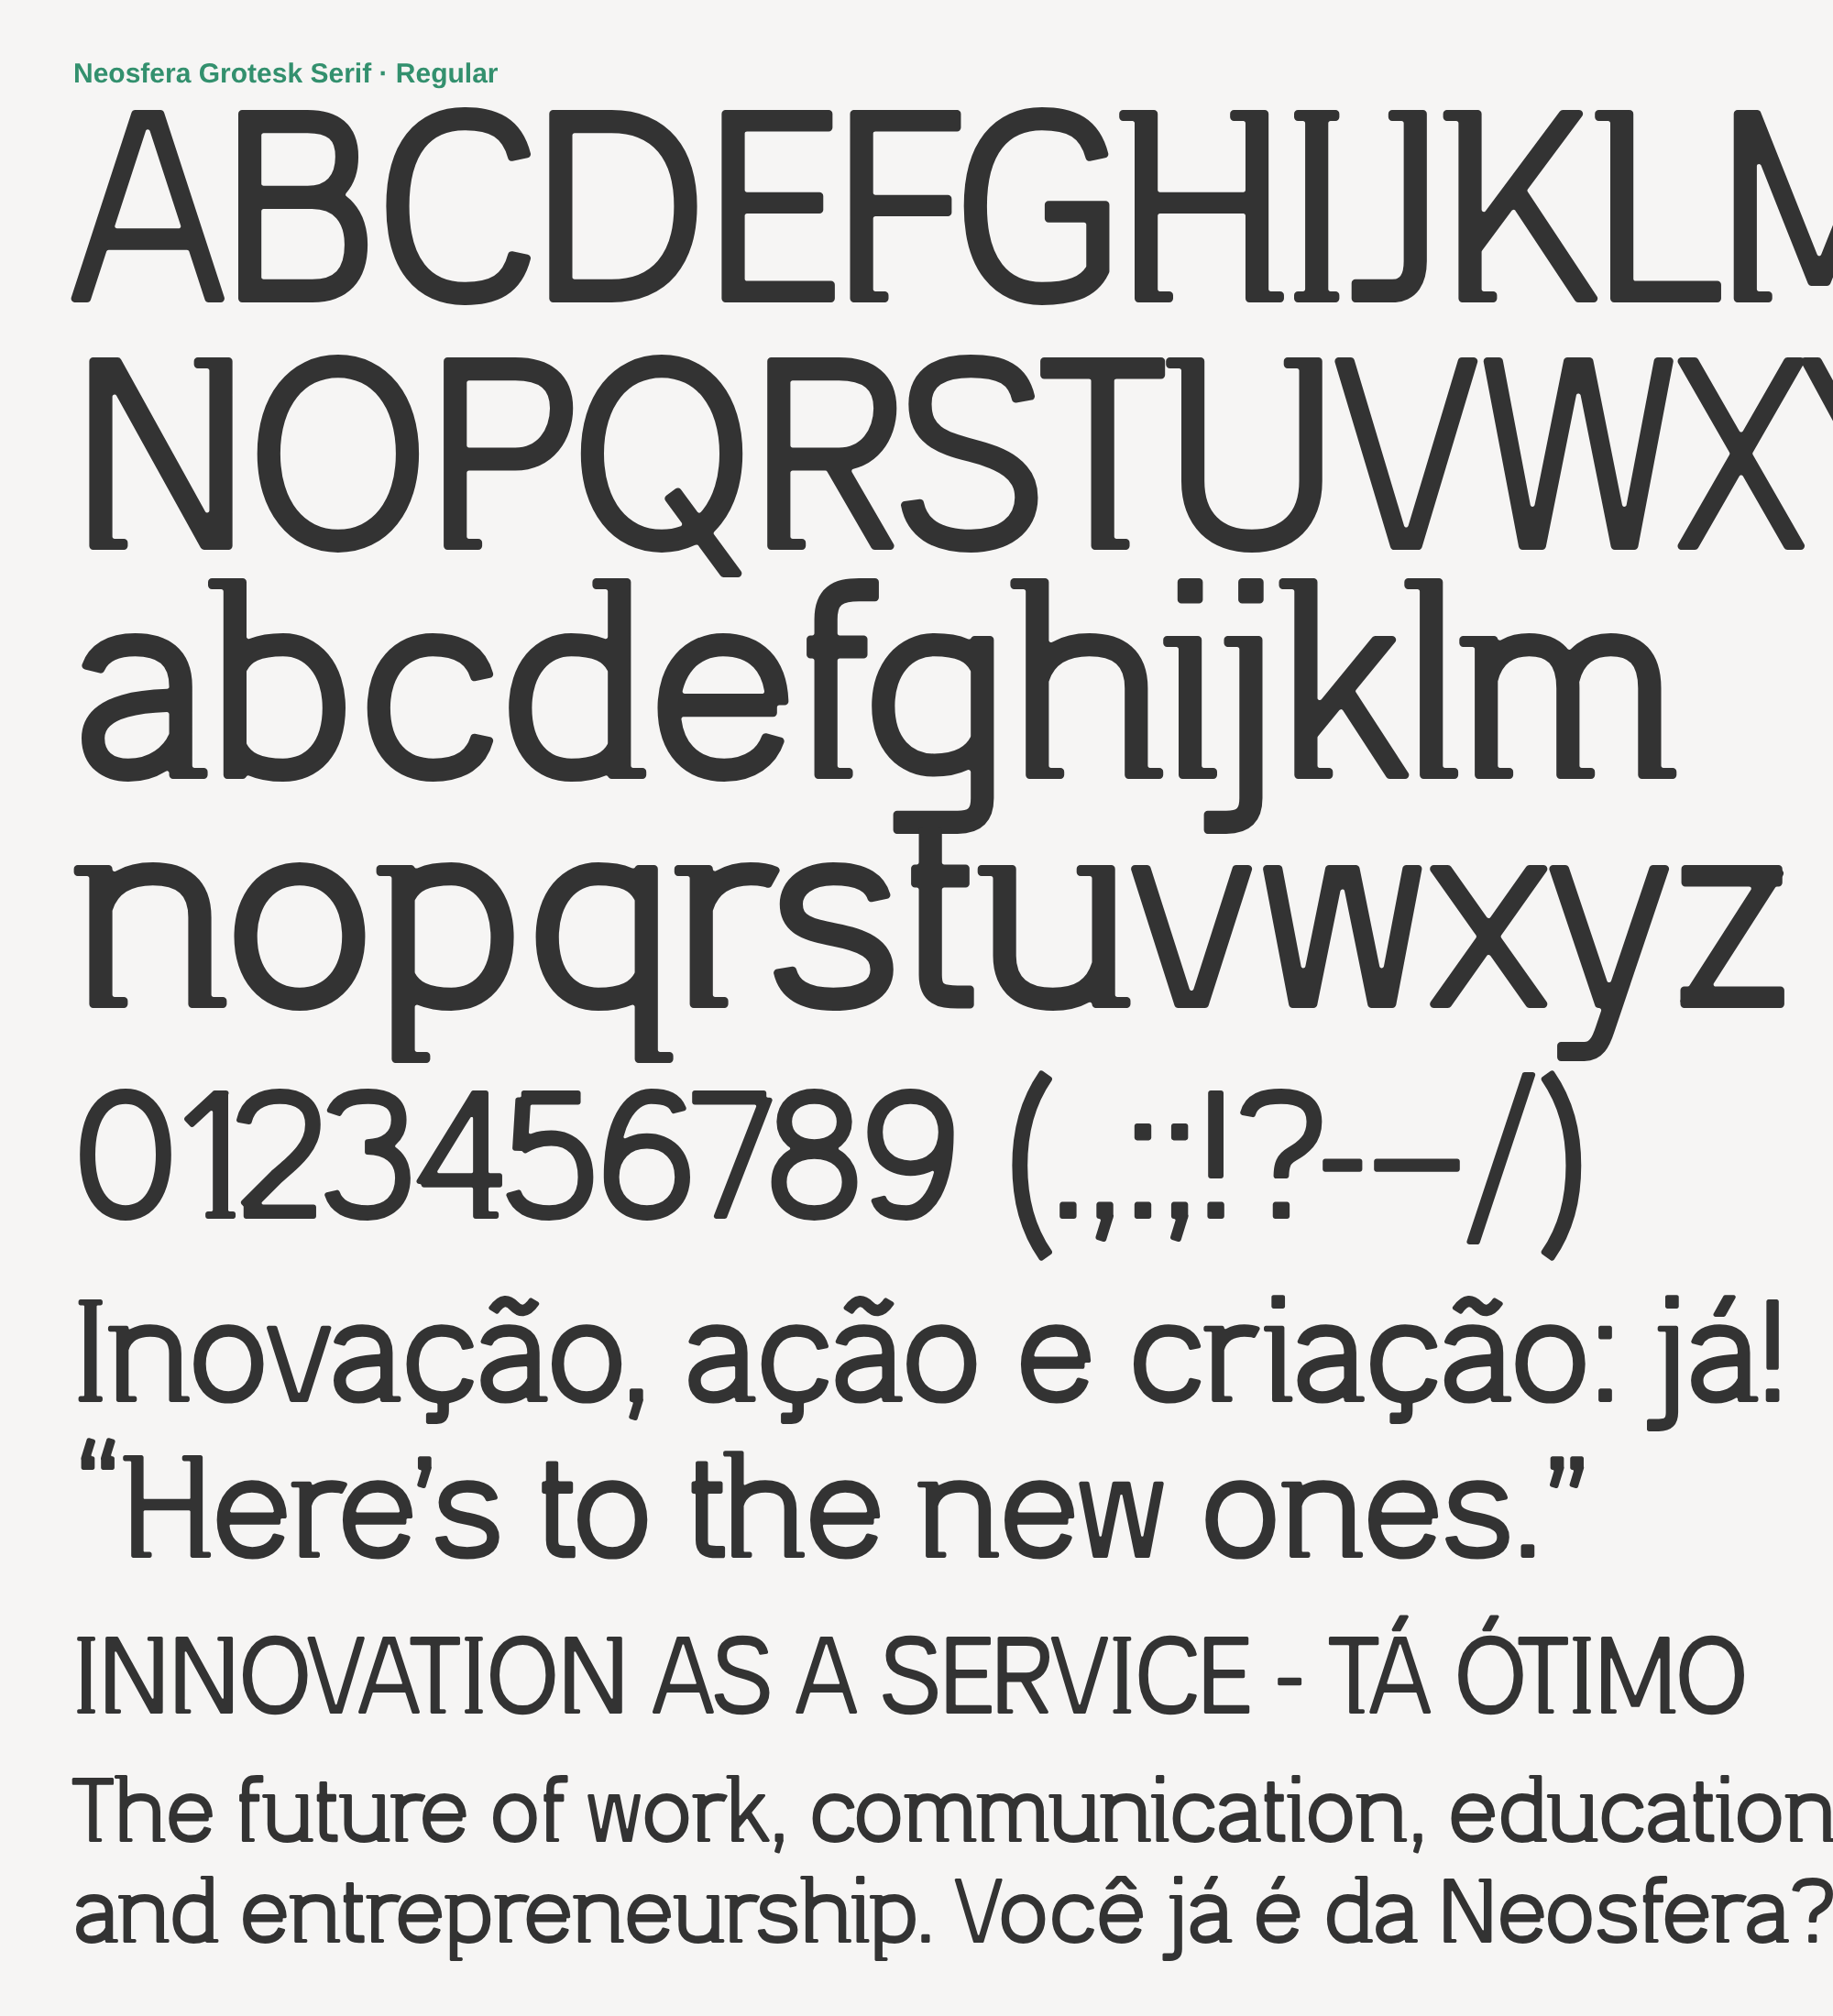 Neosfera Grotesk Serif · Regular
ABCDEFGHIJKLM
NOPQRSTUVWXY
abcdefghijklm
nopqrstuvwxyz
0123456789 (.,:;!?-–/)
Inovação, ação e criação: já!
“Here’s to the new ones.”
INNOVATION AS A SERVICE - TÁ ÓTIMO
The future of work, communication, education
and entrepreneurship. Você já é da Neosfera?